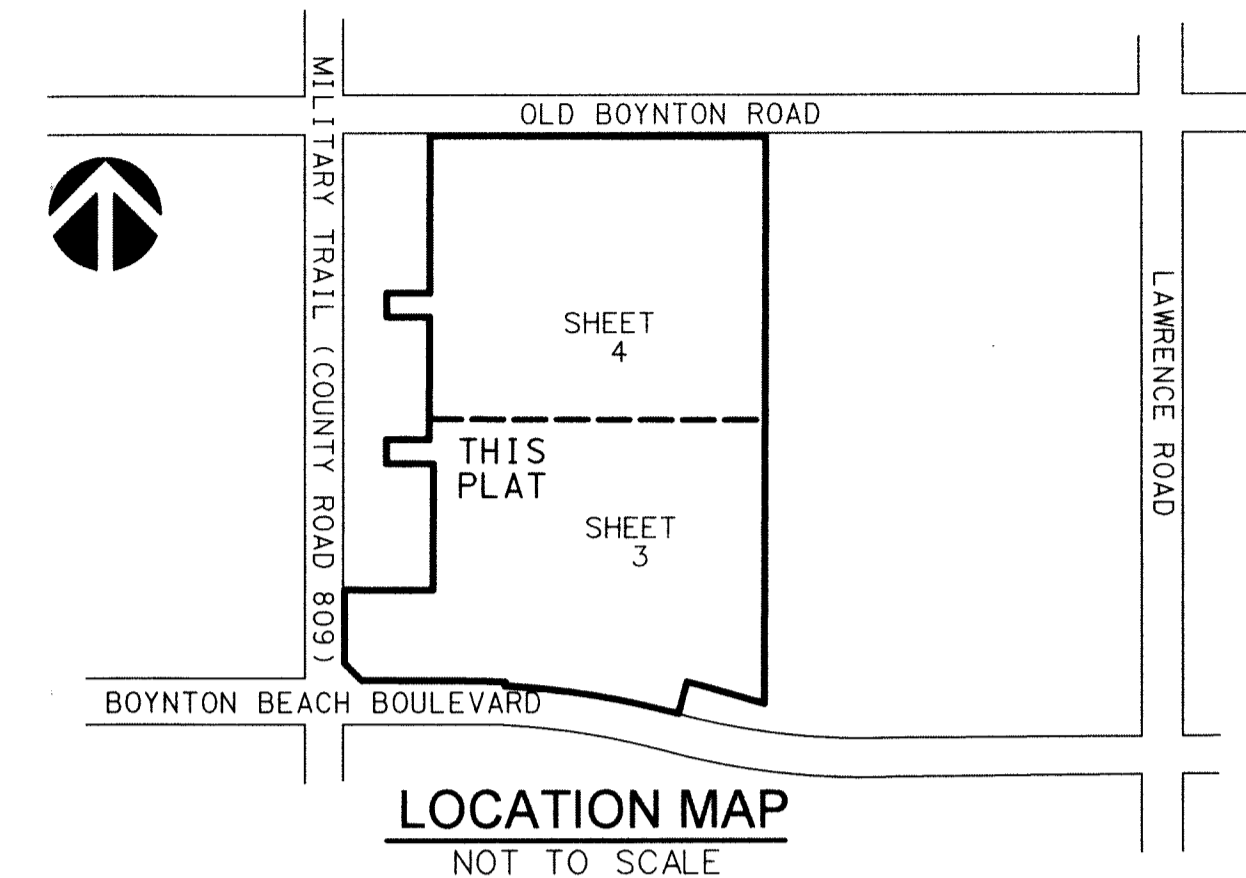 OLD BOYNTON ROAD
MILITARY TRAIL (COUNTY ROAD 809)
LAWRENCE ROAD
SHEET
4
THIS
PLAT
SHEET
3
BOYNTON BEACH BOULEVARD
LOCATION MAP
NOT TO SCALE